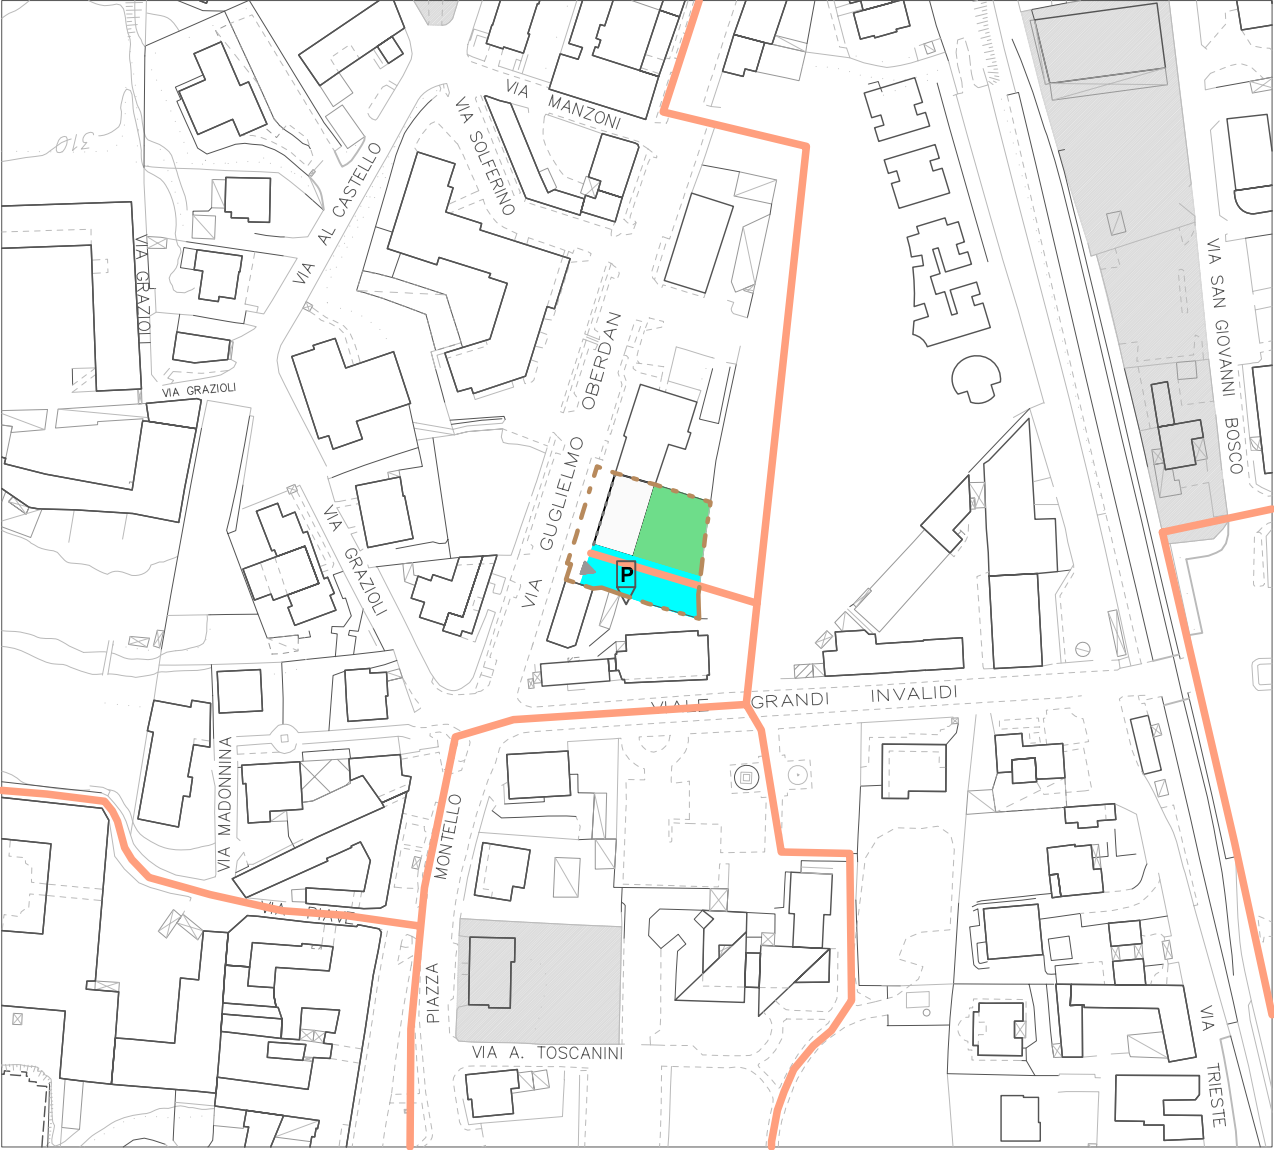 VIA MANZONI
VIA SOLFERINO
310
VIA AL CASTELLO
VIA GRAZIOLI
VIA GRAZIOLI
VIA SAN GIOVANNI BOSCO
VIA GUGLIELMO OBERDAN
VIA GRAZIOLI
P
VIALE GRANDI INVALIDI
VIA MADONNINA
PIAZZA MONTELLO
VIA PIAVE
VIA A. TOSCANINI
VIA TRIESTE